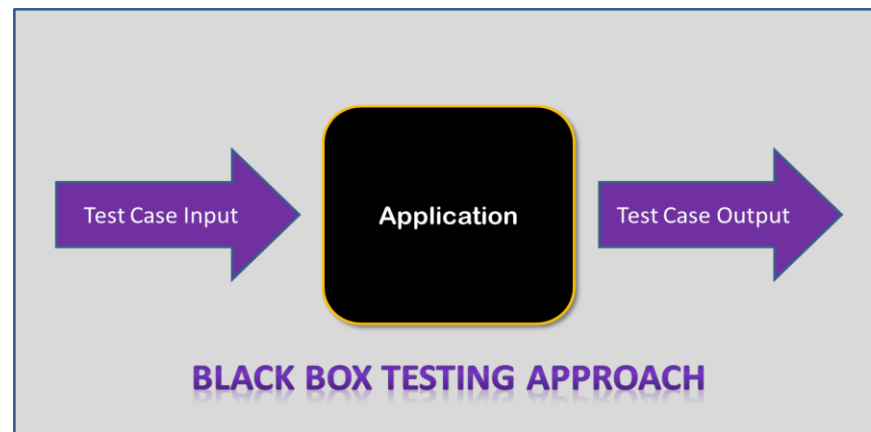 Test Case Input
Application
Test Case Output
BLACK BOX TESTING APPROACH